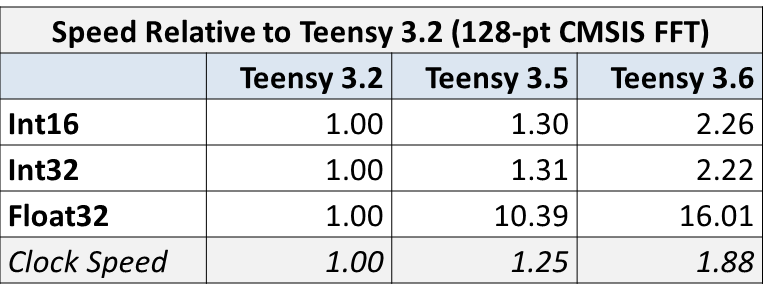 Speed Relative to Teensy 3.2 (128-pt CMSIS FFT)
Teensy 3.2 Teensy 3.5 Teensy 3.6
Int16 1.00 1.30 2.26
Int32 1.00 1.31 2.22
Float32 1.00 10.39 16.01
Clock Speed 1.00 1.25 1.88